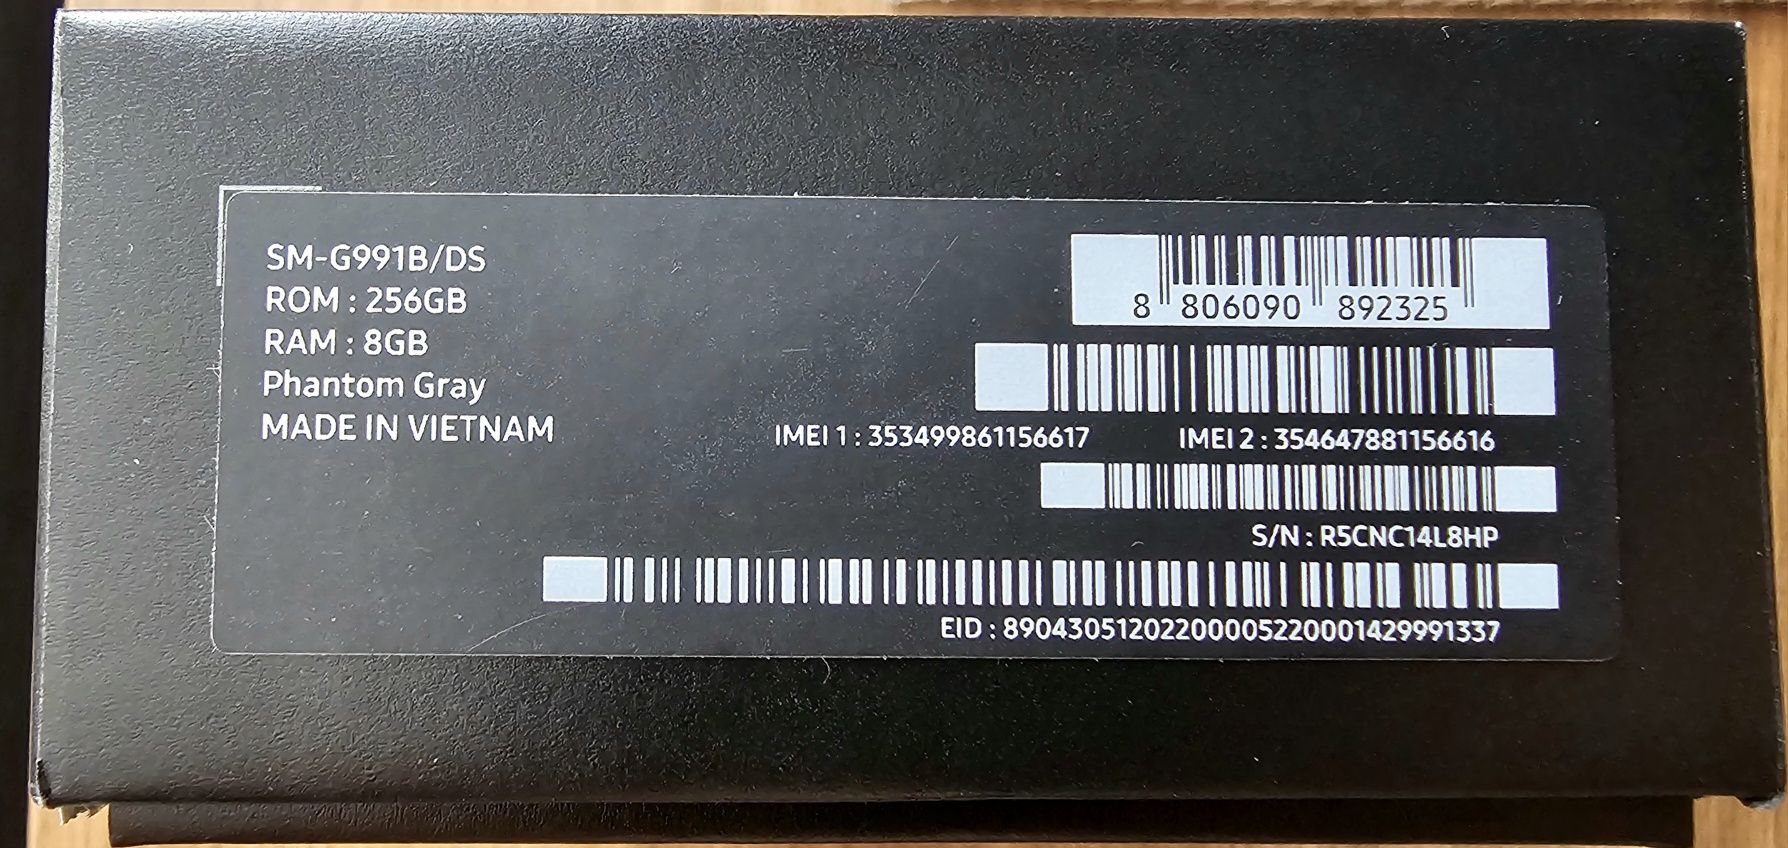 SM-G991B/DS
ROM : 256GB
RAM : 8GB
Phantom Gray
MADE IN VIETNAM
8 806090 892325
IMEI 1 : 353499861156617 IMEI 2 : 354647881156616
S/N : R5CNC14L8HP
EID : 89043051202200005220001429991337